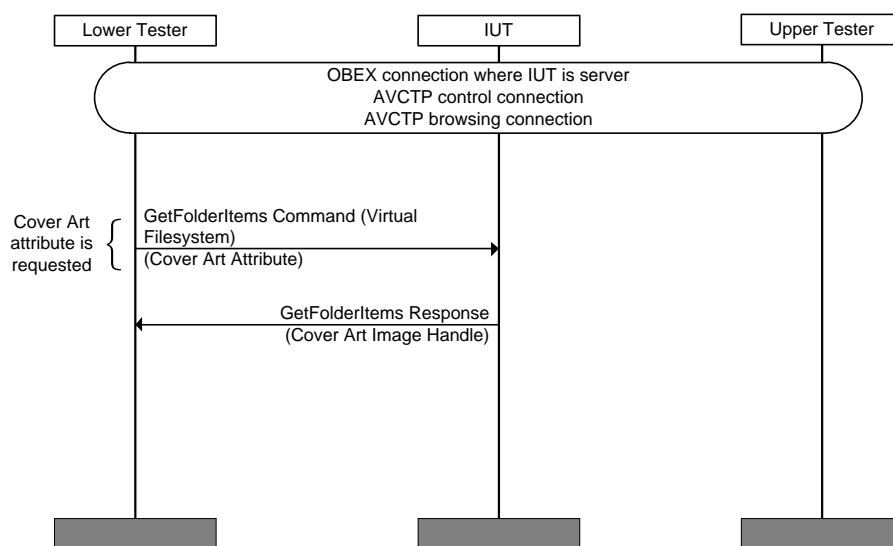 Lower Tester
IUT
Upper Tester
OBEX connection where IUT is server
AVCTP control connection
AVCTP browsing connection
Cover Art
attribute is
requested
GetFolderItems Command (Virtual
Filesystem)
(Cover Art Attribute)
GetFolderItems Response
(Cover Art Image Handle)